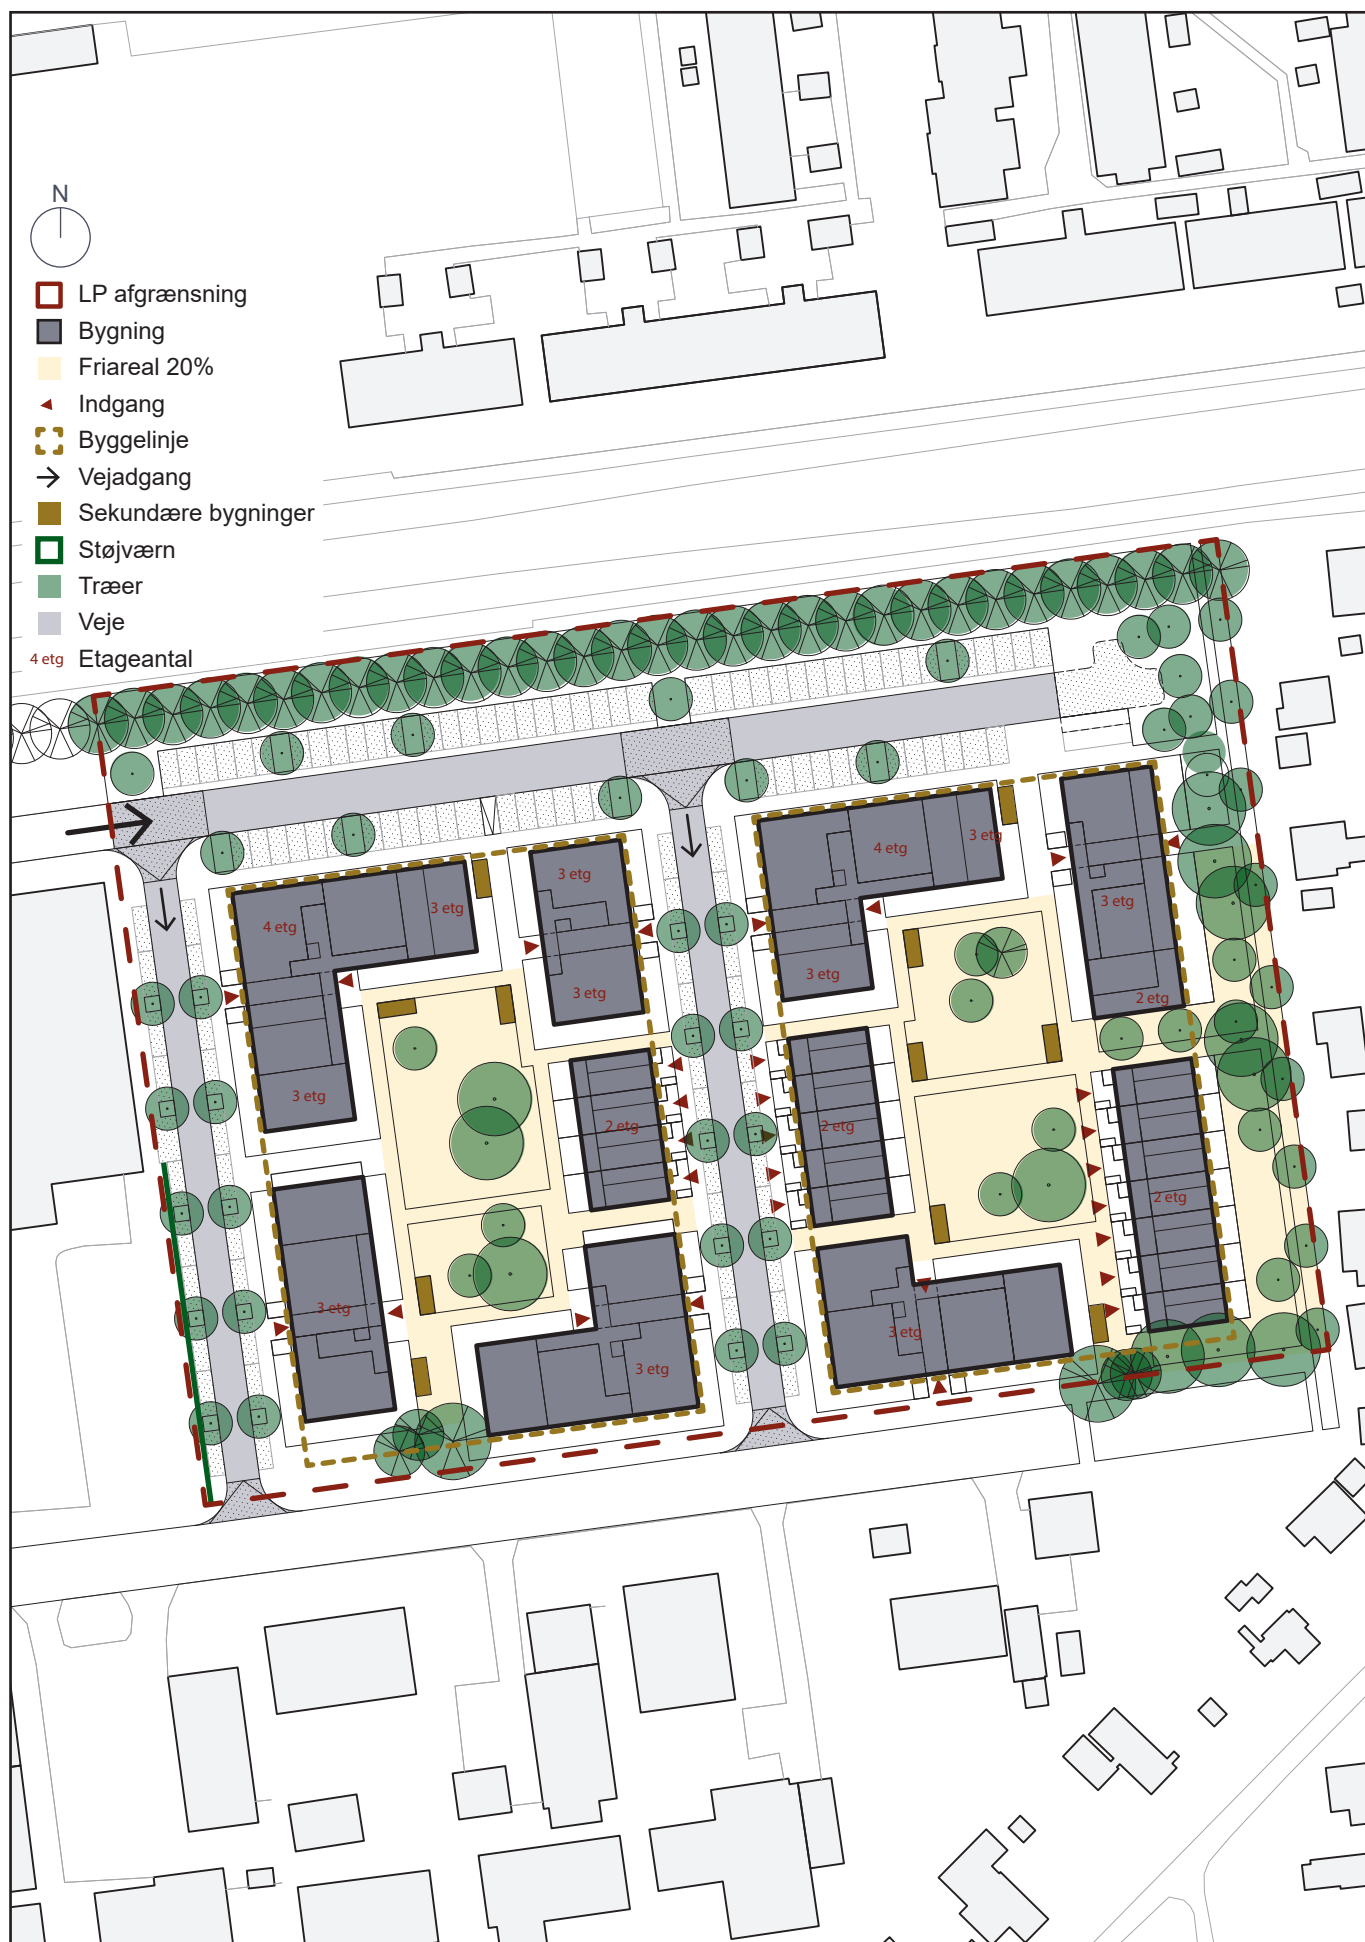 N
LP afgrænsning
Bygning
Friareal 20%
Indgang
Byggelinje
Vejadgang
Sekundære bygninger
Støjværn
Træer
Veje
4 etg Etageantal
3 etg
4 etg
3 etg
3 etg
4 etg
3 etg
3 etg
3 etg
3 etg
2 etg
3 etg
2 etg
2 etg
2 etg
3 etg
3 etg
3 etg